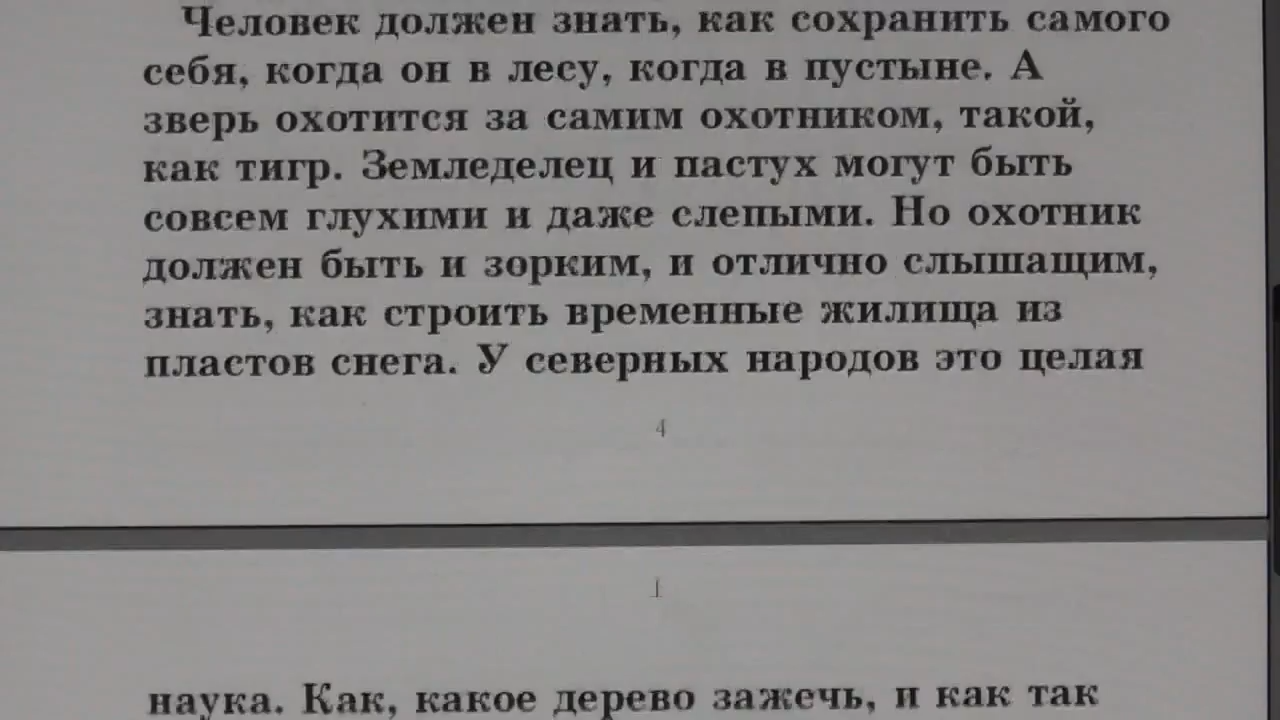 Человек должен знать, как сохранить самого
себя, когда он в лесу, когда в пустыне. А
зверь охотится за самим охотником, такой,
как тигр. Земледелец и пастух могут быть
совсем глухими и даже слепыми. Но охотник
должен быть и зорким, и отлично слышащим,
знать, как строить временные жилища из
пластов снега. У северных народов это целая
4
1
наука. Как, какое дерево зажечь, и как так